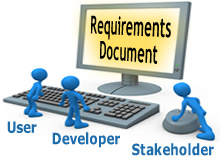 Requirements
Document
User
Developer
Stakeholder